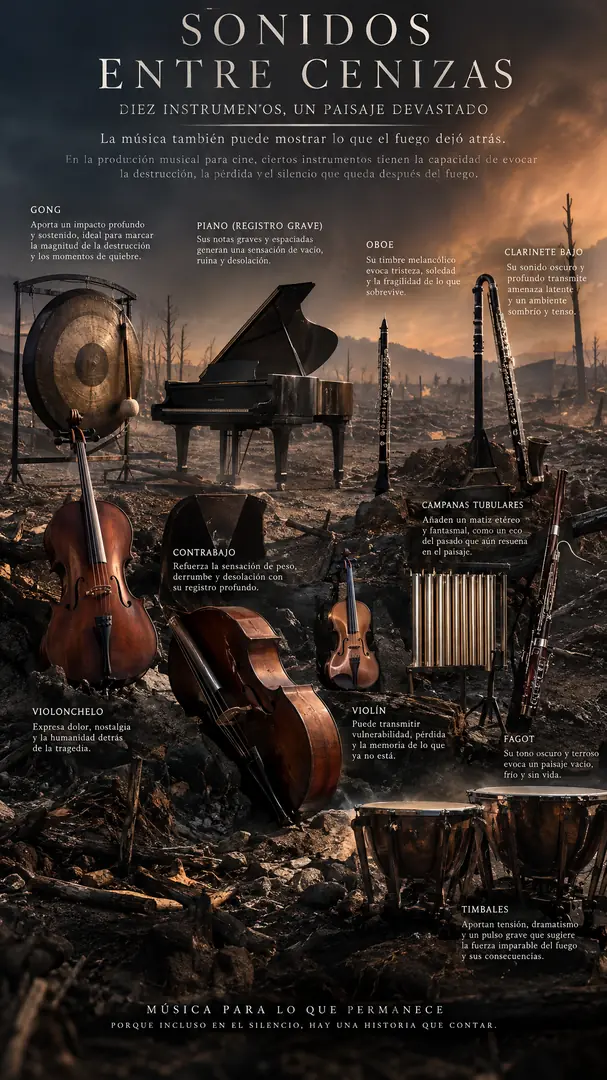 SONIDOS
ENTRE CENIZAS
DIEZ INSTRUMENTOS, UN PAISAJE DEVASTADO
La música también puede mostrar lo que el fuego dejó atrás.
En la producción musical para cine, ciertos instrumentos tienen la capacidad de evocar
la destrucción, la pérdida y el silencio que queda después del fuego.
GONG
Aporta un impacto profundo
y sostenido, ideal para marcar
la magnitud de la destrucción
y los momentos de quiebre.
PIANO (REGISTRO GRAVE)
Sus notas graves y espaciadas
generan una sensación de vacío,
ruina y desolación.
OBOE
Su timbre melancólico
evoca tristeza, soledad
y la fragilidad de lo que
sobrevive.
CLARINETE BAJO
Su sonido oscuro y
profundo transmite
amenaza latente
y un ambiente
sombrío y tenso.
CAMPANAS TUBULARES
Añaden un matiz etéreo
y fantasmal, como un eco
del pasado que aún resuena
en el paisaje.
CONTRABAJO
Refuerza la sensación de peso,
derrumbe y desolación con
su registro profundo.
VIOLONCHELO
Expresa dolor, nostalgia
y la humanidad detrás
de la tragedia.
VIOLÍN
Puede transmitir
vulnerabilidad, pérdida
y la memoria de lo que
ya no está.
FAGOT
Su tono oscuro y terroso
evoca un paisaje vacío,
frío y sin vida.
TIMBALES
Aportan tensión, dramatismo
y un pulso grave que sugiere
la fuerza imparable del fuego
y sus consecuencias.
MÚSICA PARA LO QUE PERMANECE
PORQUE INCLUSO EN EL SILENCIO, HAY UNA HISTORIA QUE CONTAR.